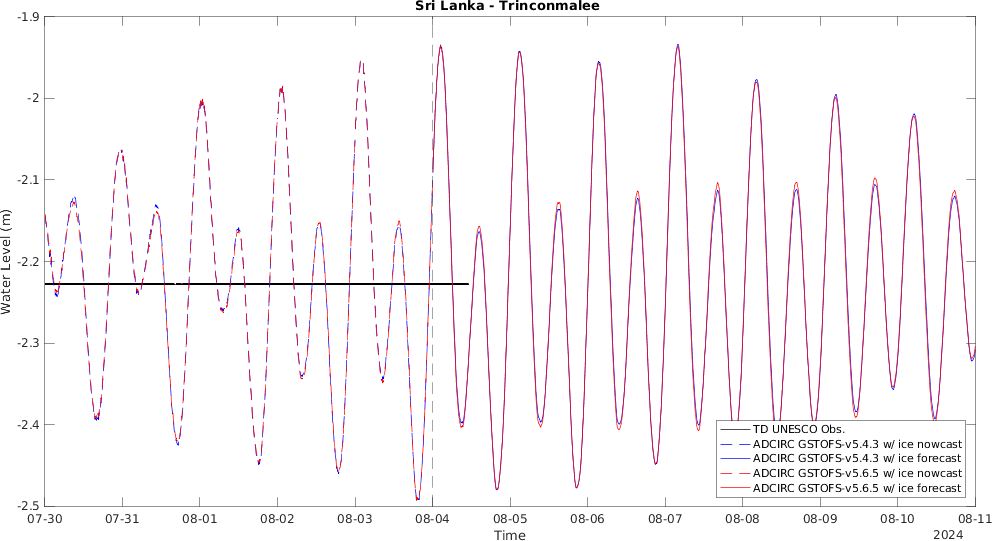 Sri Lanka - Trinconmalee
-1.9
-2
-2.1
-2.2
-2.3
-2.4
-2.5
Water Level (m)
TD UNESCO Obs.
ADCIRC GSTOFS-v5.4.3 w/ ice nowcast
ADCIRC GSTOFS-v5.4.3 w/ ice forecast
ADCIRC GSTOFS-v5.6.5 w/ ice nowcast
ADCIRC GSTOFS-v5.6.5 w/ ice forecast
07-30 07-31 08-01 08-02 08-03 08-04 08-05 08-06 08-07 08-08 08-09 08-10 08-11
Time
2024